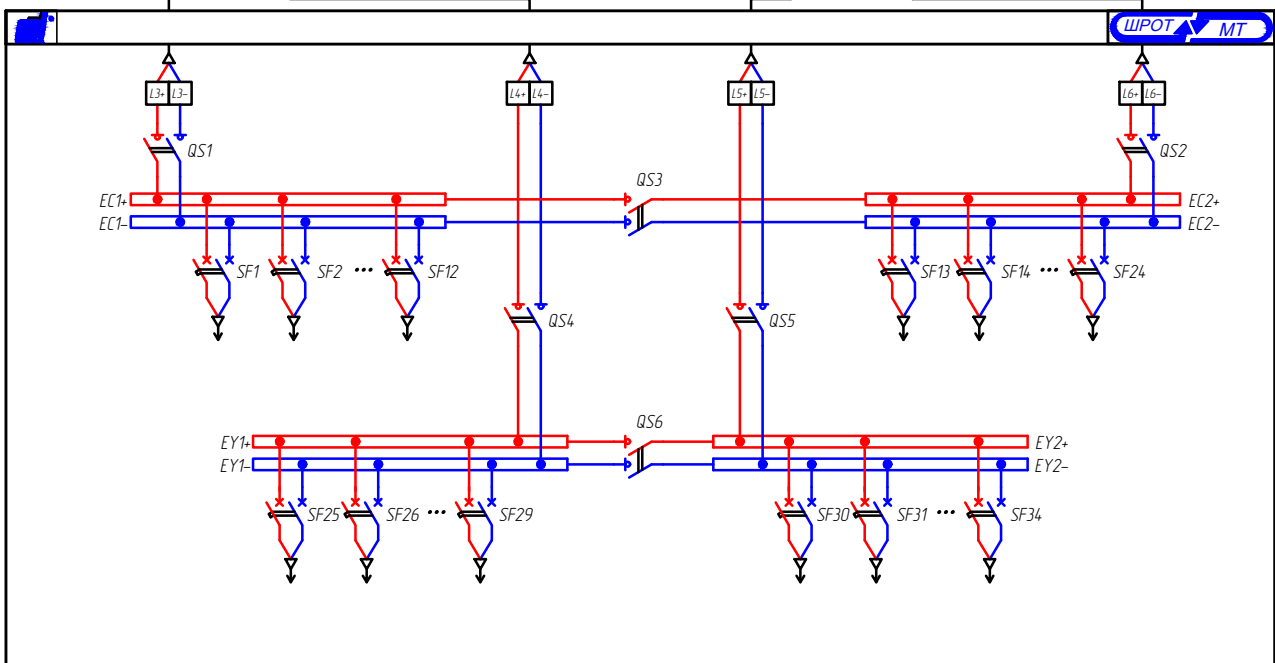 ШРОТ МТ
L3+ L3– L4+ L4– L5+ L5– L6+ L6–
QS1 QS2
QS3
EC1+ EC2+
EC1– EC2–
SF1 SF2 ••• SF12 SF13 SF14 ••• SF24
QS4 QS5
QS6
EY1+ EY2+
EY1– EY2–
SF25 SF26 ••• SF29 SF30 SF31 ••• SF34